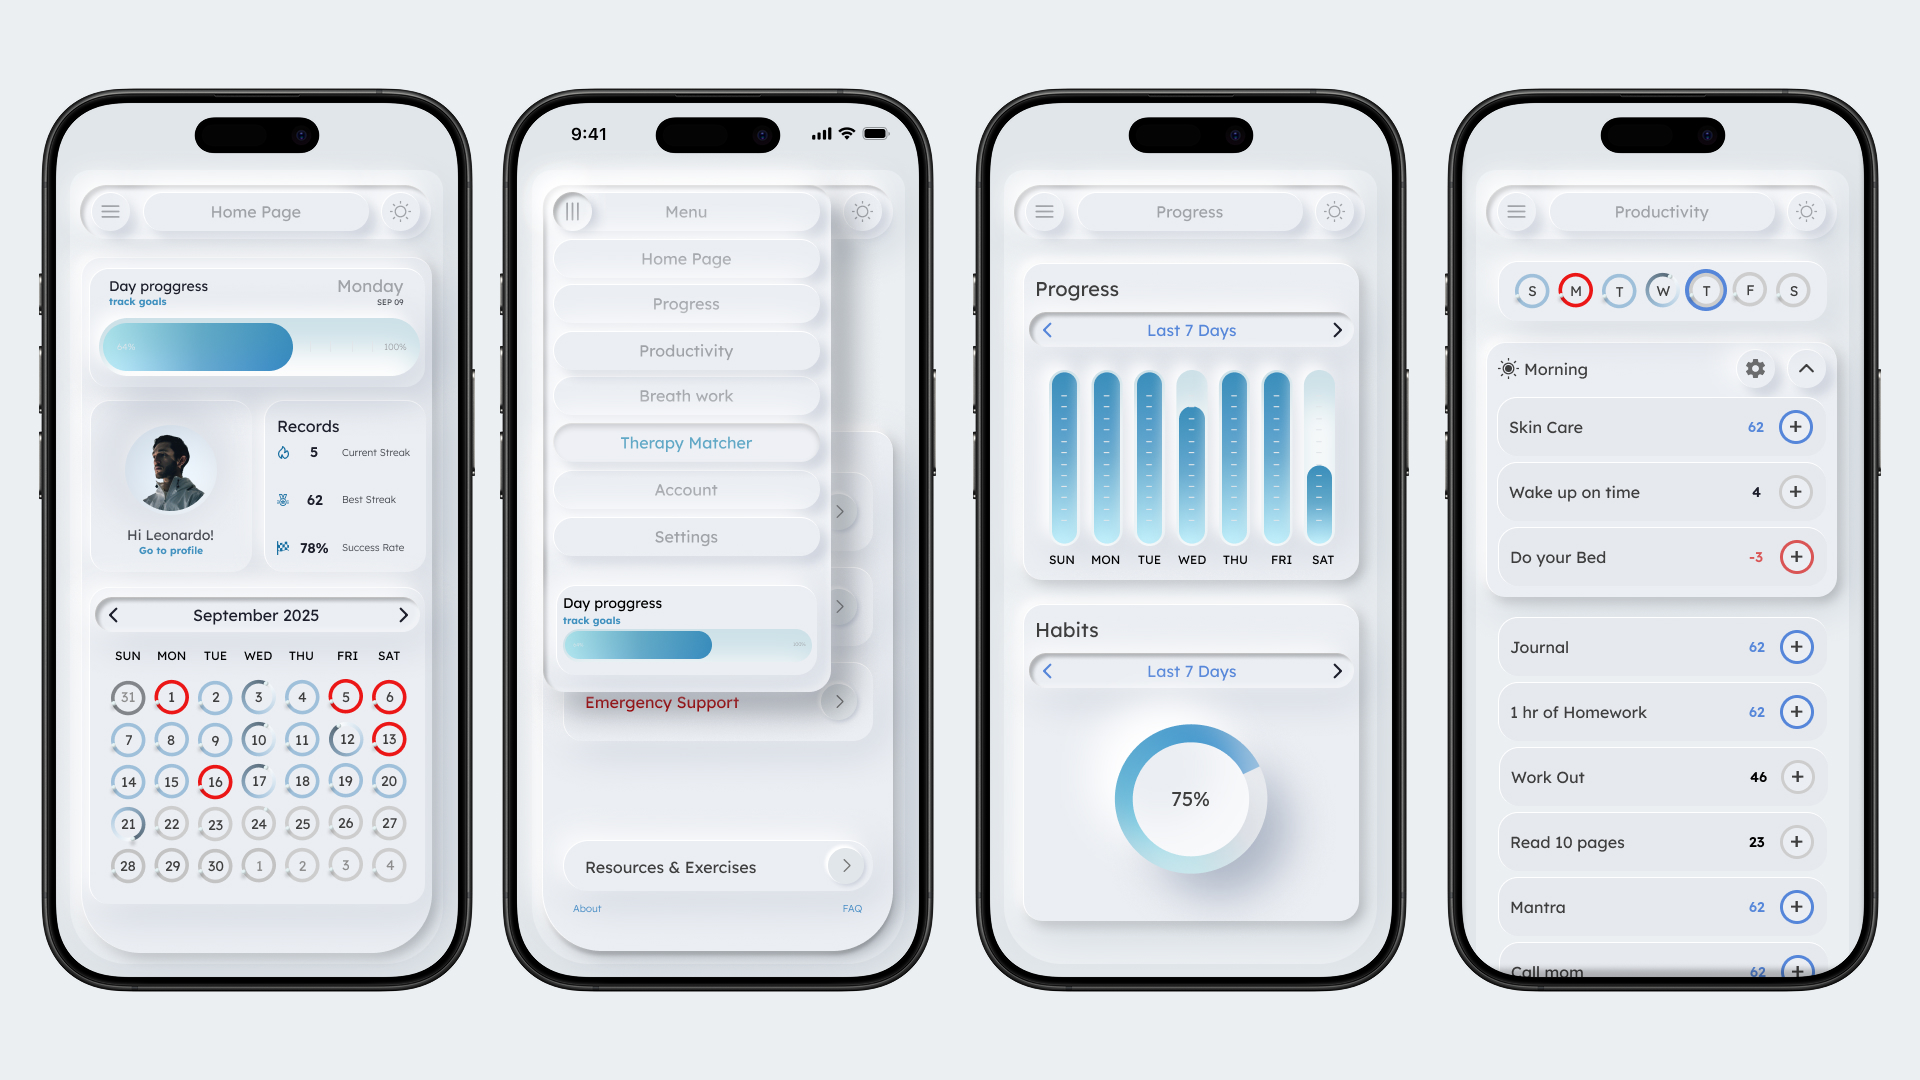 Home Page
Day proggress
track goals
Monday
SEP 09
64%
100%
Hi Leonardo!
Go to profile
Records
5 Current Streak
62 Best Streak
78% Success Rate
September 2025
SUN MON TUE WED THU FRI SAT
31 1 2 3 4 5 6
7 8 9 10 11 12 13
14 15 16 17 18 19 20
21 22 23 24 25 26 27
28 29 30 1 2 3 4
9:41
Menu
Home Page
Progress
Productivity
Breath work
Therapy Matcher
Account
Settings
Day proggress
track goals
100%
Emergency Support
Resources & Exercises
About FAQ
Progress
Progress
Last 7 Days
SUN MON TUE WED THU FRI SAT
Habits
Last 7 Days
75%
Productivity
S M T W T F S
Morning
Skin Care 62
Wake up on time 4
Do your Bed -3
Journal 62
1 hr of Homework 62
Work Out 46
Read 10 pages 23
Mantra 62
Call mom 62